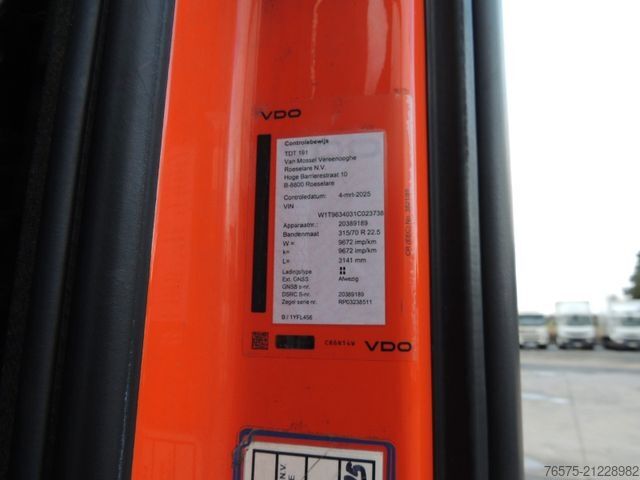 VDO
Controlebewijs
TDT 161
Van Mossel Vereenooghe
Roeselare N.V.
Hoge Barrierestraat 10
B-8800 Roeselare
Controledatum: 4-mrt-2025
VIN
W1T9634031C023738
Apparaatnr.: 20389189
Bandenmaat 315/70 R 22.5
W = 9672 imp/km
k= 9672 imp/km
L= 3141 mm
Ladingstype
Ext. GNSS Afwezig
GNSS s-nr.
DSRC S-nr. 20389189
Zegel serie nr. RP03238511
B / 1YFL456
VDO
N.V.
76575-21228982